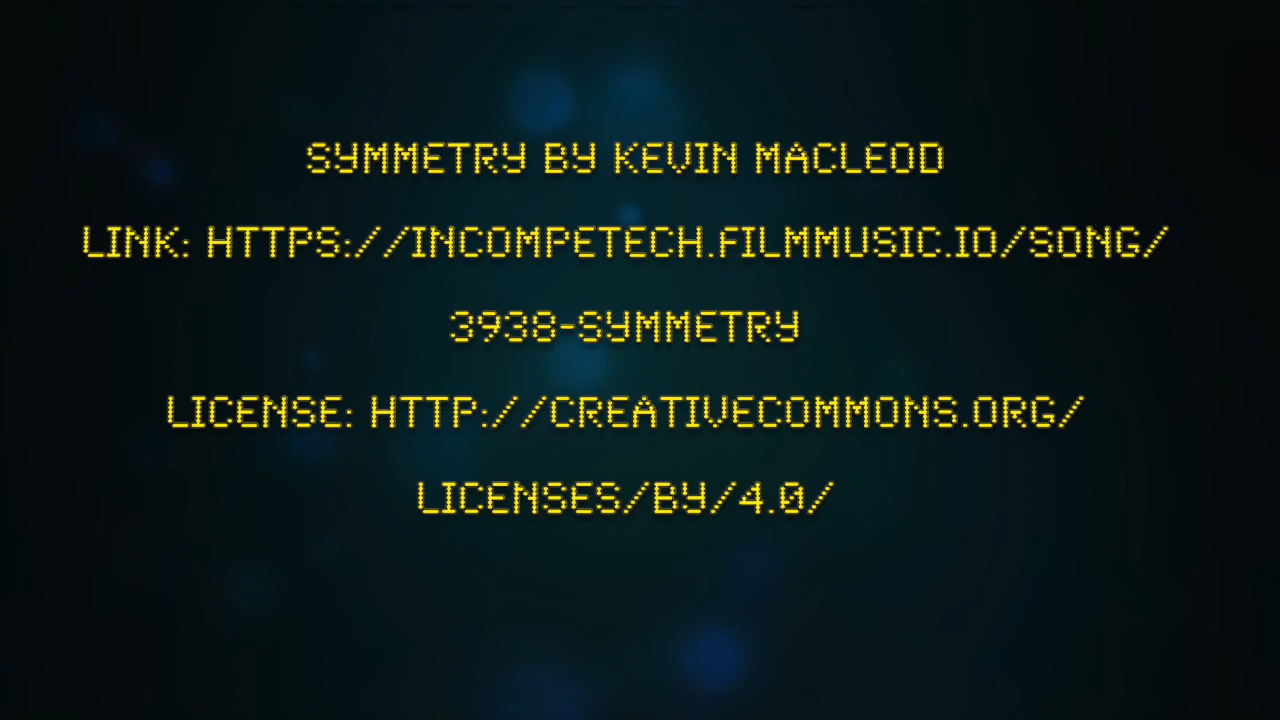 SYMMETRY BY KEVIN MACLEOD
LINK: HTTPS://INCOMPETECH.FILMMUSIC.IO/SONG/
3938-SYMMETRY
LICENSE: HTTP://CREATIVECOMMONS.ORG/
LICENSES/BY/4.0/